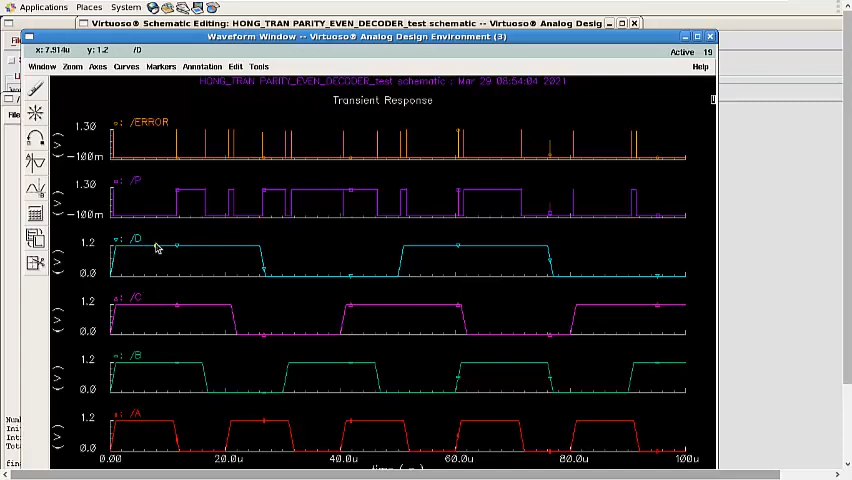 Applications Places System
Virtuoso® Schematic Editing: HONG_TRAN PARITY_EVEN_DECODER_test schematic -- Virtuoso® Analog Desig
Waveform Window -- Virtuoso® Analog Design Environment (3)
x: 7.914u y: 1.2 /D
Active 19
Window Zoom Axes Curves Markers Annotation Edit Tools
Help
HONG_TRAN PARITY_EVEN_DECODER_test schematic : Mar 29 08:54:04 2021
Transient Response
: /ERROR
1.30
-100m
(V)
: /P
1.30
-100m
(V)
: /D
1.2
0.0
(V)
: /C
1.2
0.0
(V)
: /B
1.2
0.0
(V)
: /A
1.2
0.0
(V)
0.00 20.0u 40.0u 60.0u 80.0u 100u